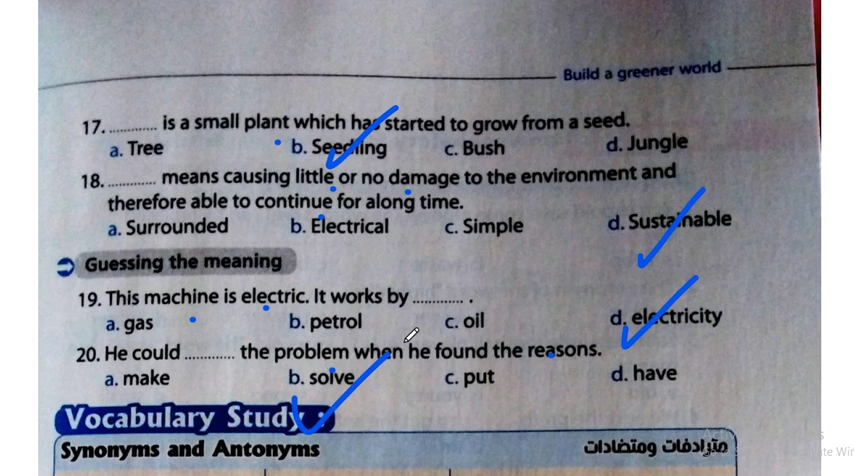 Build a greener world
17. ............ is a small plant which has started to grow from a seed.
a. Tree b. Seedling c. Bush d. Jungle
18. ............ means causing little or no damage to the environment and
therefore able to continue for along time.
a. Surrounded b. Electrical c. Simple d. Sustainable
Guessing the meaning
19. This machine is electric. It works by ............ .
a. gas b. petrol c. oil d. electricity
20. He could ............ the problem when he found the reasons.
a. make b. solve c. put d. have
Vocabulary Study :
Synonyms and Antonyms مترادفات ومتضادات